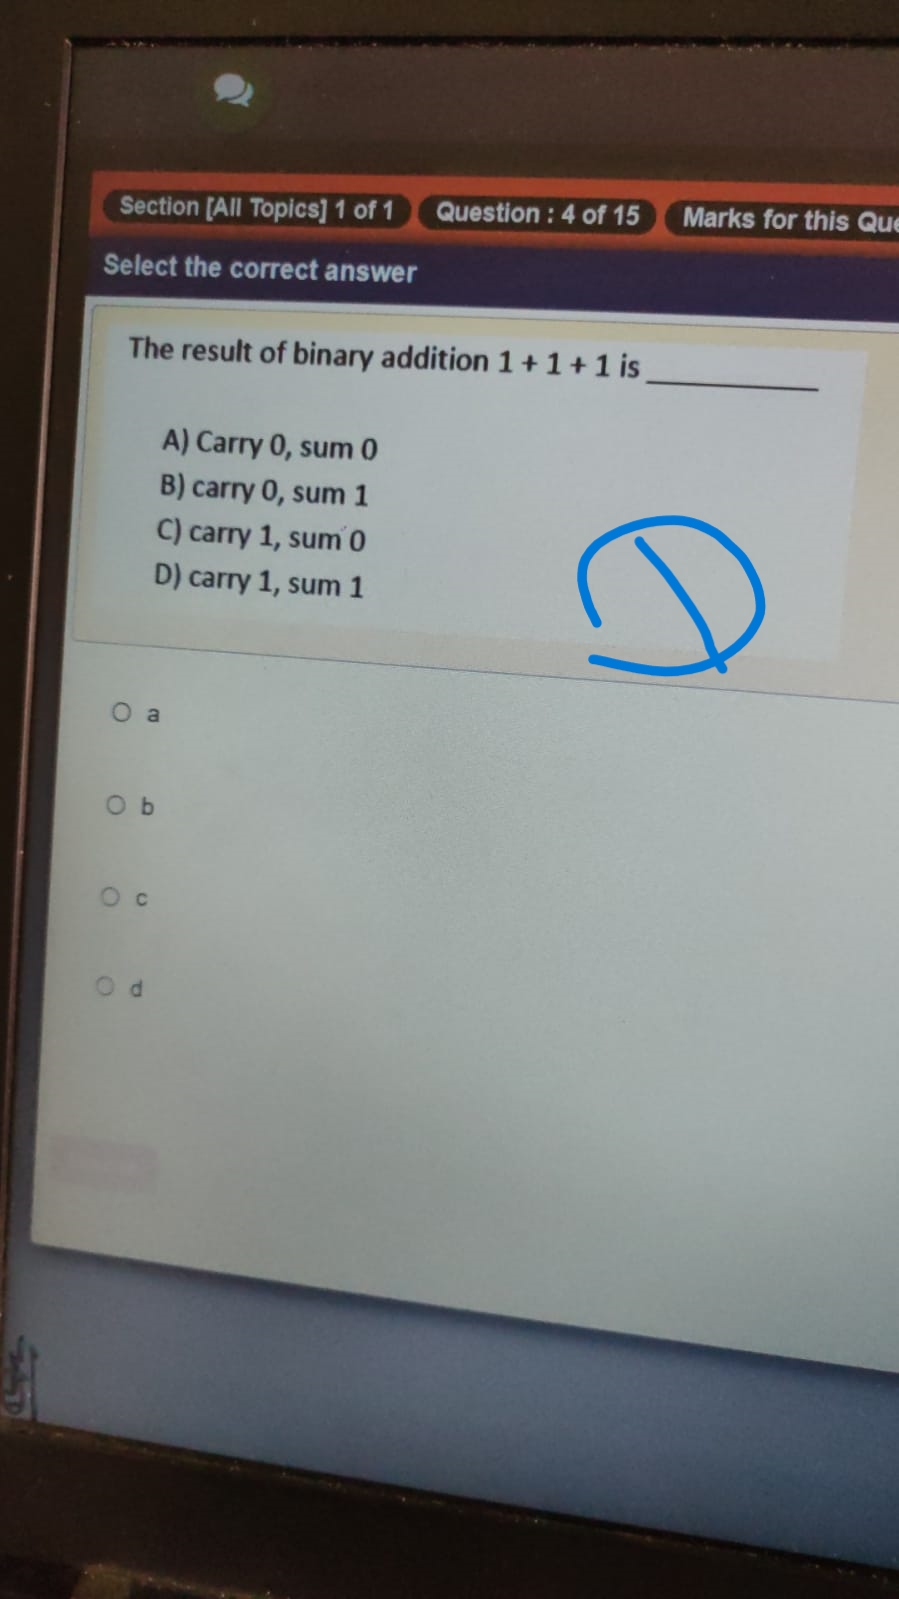 Section [All Topics] 1 of 1 Question : 4 of 15 Marks for this Que
Select the correct answer
The result of binary addition 1 + 1 + 1 is ____________
A) Carry 0, sum 0
B) carry 0, sum 1
C) carry 1, sum 0
D) carry 1, sum 1
D
a
b
c
d